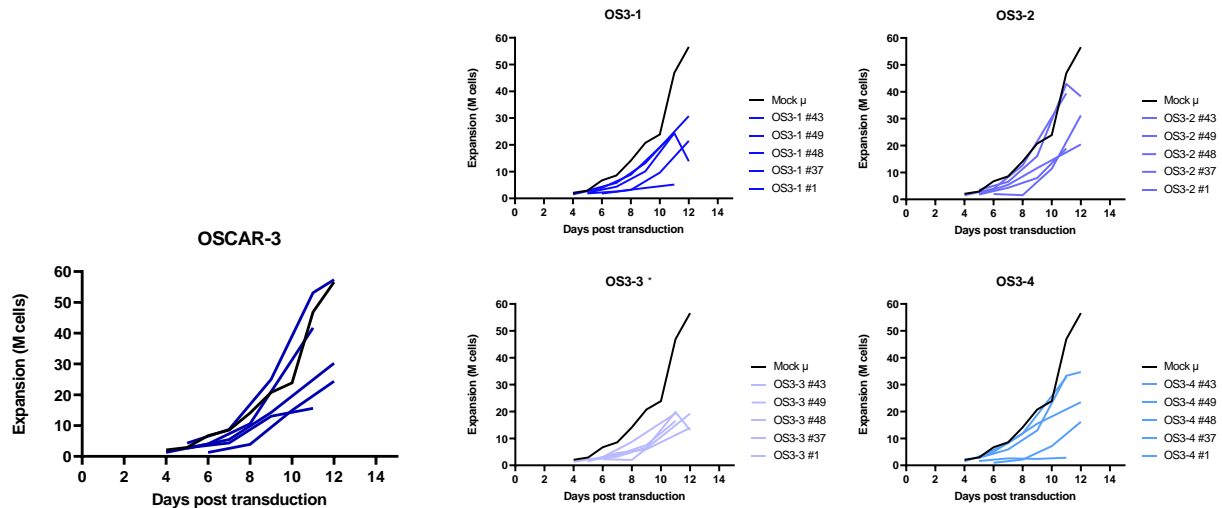 OSCAR-3
Expansion (M cells)
60
50
40
30
20
10
0
0 2 4 6 8 10 12 14
Days post transduction
OS3-1
Expansion (M cells)
60
50
40
30
20
10
0
0 2 4 6 8 10 12 14
Days post transduction
Mock µ
OS3-1 #43
OS3-1 #49
OS3-1 #48
OS3-1 #37
OS3-1 #1
OS3-2
Expansion (M cells)
60
50
40
30
20
10
0
0 2 4 6 8 10 12 14
Days post transduction
Mock µ
OS3-2 #43
OS3-2 #49
OS3-2 #48
OS3-2 #37
OS3-2 #1
OS3-3 *
Expansion (M cells)
60
50
40
30
20
10
0
0 2 4 6 8 10 12 14
Days post transduction
Mock µ
OS3-3 #43
OS3-3 #49
OS3-3 #48
OS3-3 #37
OS3-3 #1
OS3-4
Expansion (M cells)
60
50
40
30
20
10
0
0 2 4 6 8 10 12 14
Days post transduction
Mock µ
OS3-4 #43
OS3-4 #49
OS3-4 #48
OS3-4 #37
OS3-4 #1